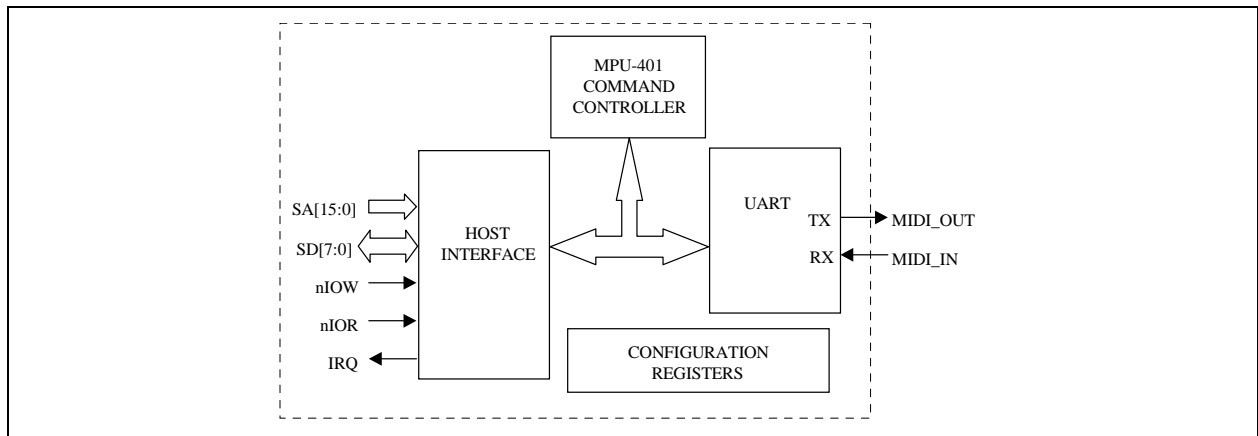 MPU-401
COMMAND
CONTROLLER
SA[15:0]
SD[7:0]
nIOW
nIOR
IRQ
HOST
INTERFACE
UART
TX
RX
MIDI_OUT
MIDI_IN
CONFIGURATION
REGISTERS